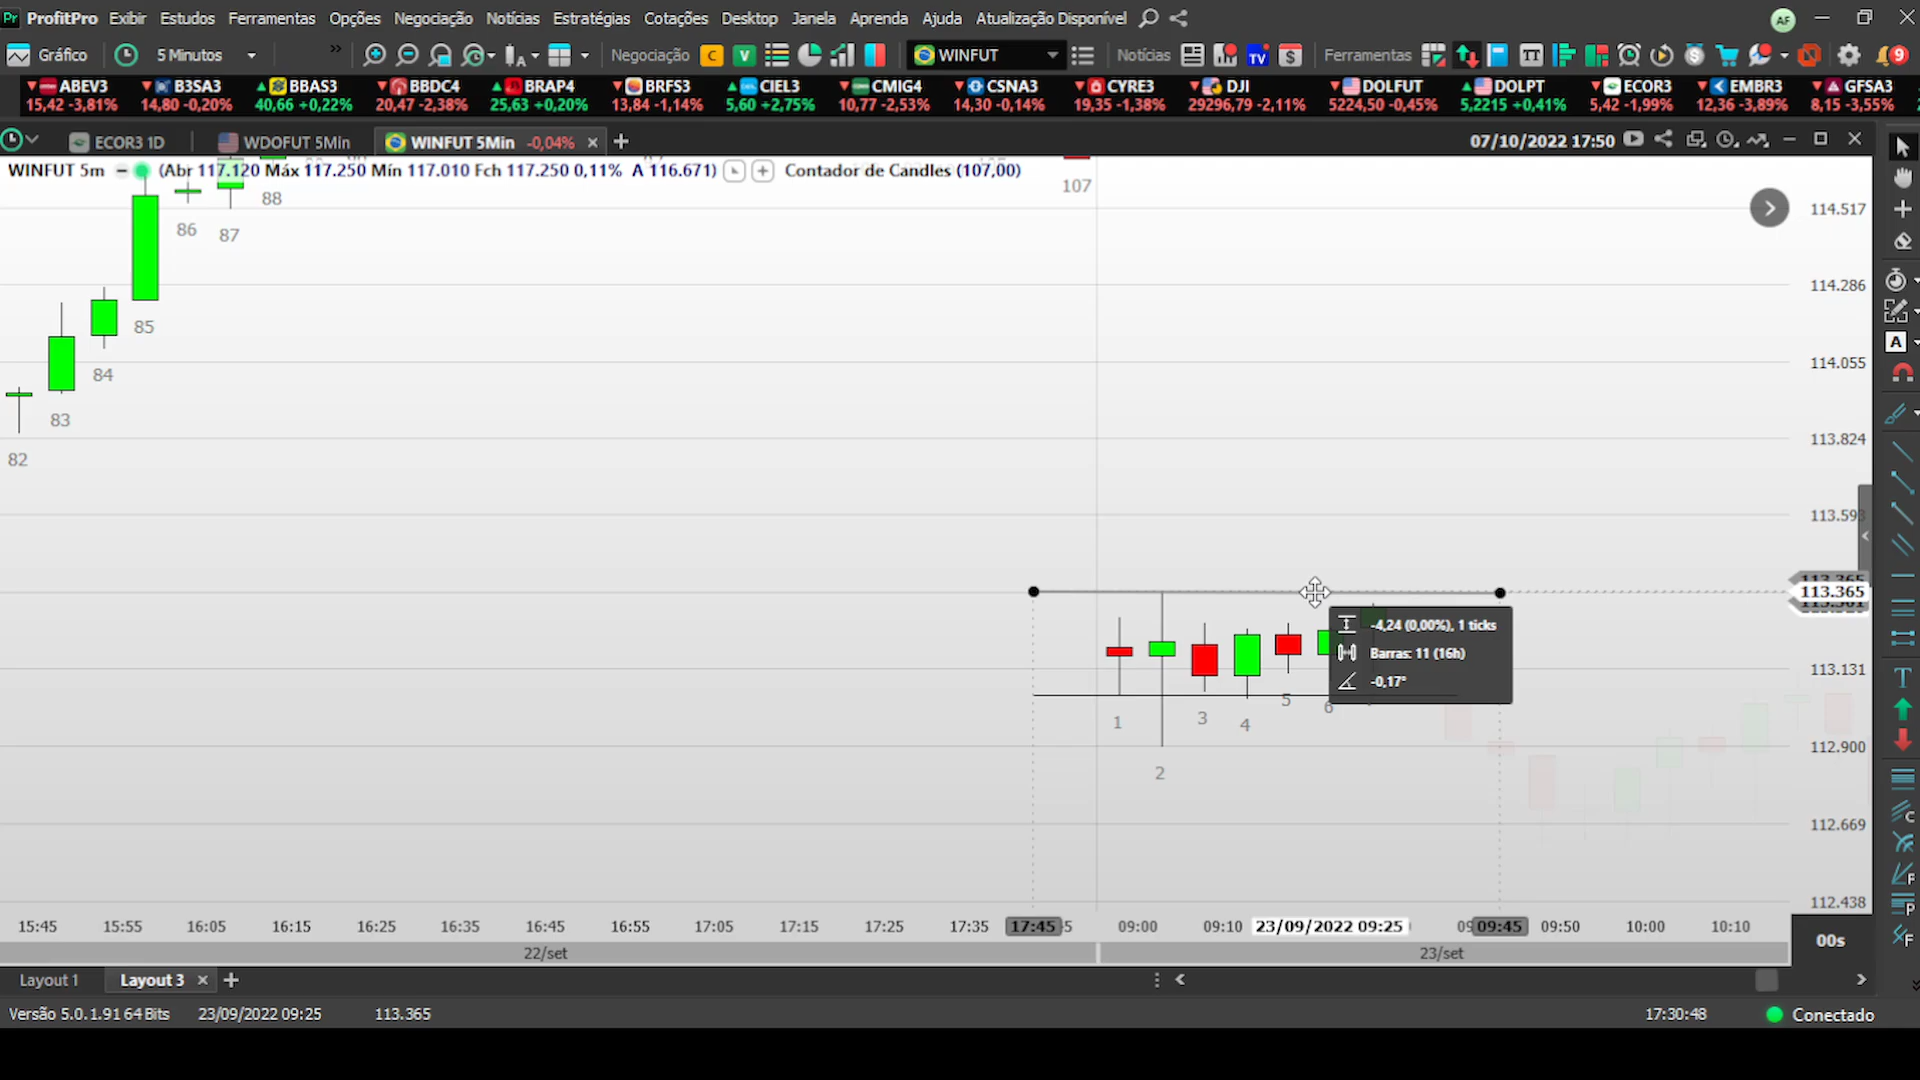 ProfitPro Exibir Estudos Ferramentas Opções Negociação Notícias Estratégias Cotações Desktop Janela Aprenda Ajuda Atualização Disponível AF
Gráfico 5 Minutos Negociação C V WINFUT Notícias Ferramentas 9
ABEV3 B3SA3 BBAS3 BBDC4 BRAP4 BRFS3 CIEL3 CMIG4 CSNA3 CYRE3 DJI DOLFUT DOLPT ECOR3 EMBR3 GFSA3
15,42 -3,81% 14,80 -0,20% 40,66 +0,22% 20,47 -2,38% 25,63 +0,20% 13,84 -1,14% 5,60 +2,75% 10,77 -2,53% 14,30 -0,14% 19,35 -1,38% 29296,79 -2,11% 5224,50 -0,45% 5,2215 +0,41% 5,42 -1,99% 12,36 -3,89% 8,15 -3,55%
ECOR3 1D WDOFUT 5Min WINFUT 5Min -0,04% 07/10/2022 17:50
WINFUT 5m (Abr 117.120 Máx 117.250 Mín 117.010 Fch 117.250 0,11% A 116.671) Contador de Candles (107,00)
107
88
86
87
85
84
83
82
114.517
114.286
114.055
113.824
113.593
113.365
113.131
112.900
112.669
112.438
-4,24 (0,00%), 1 ticks
Barras: 11 (16h)
-0,17°
1
2
3
4
5
6
15:45 15:55 16:05 16:15 16:25 16:35 16:45 16:55 17:05 17:15 17:25 17:35 17:45 09:00 09:10 23/09/2022 09:25 09:45 09:50 10:00 10:10 00s
22/set 23/set
Layout 1 Layout 3
Versão 5.0.1.91 64 Bits 23/09/2022 09:25 113.365 17:30:48 Conectado